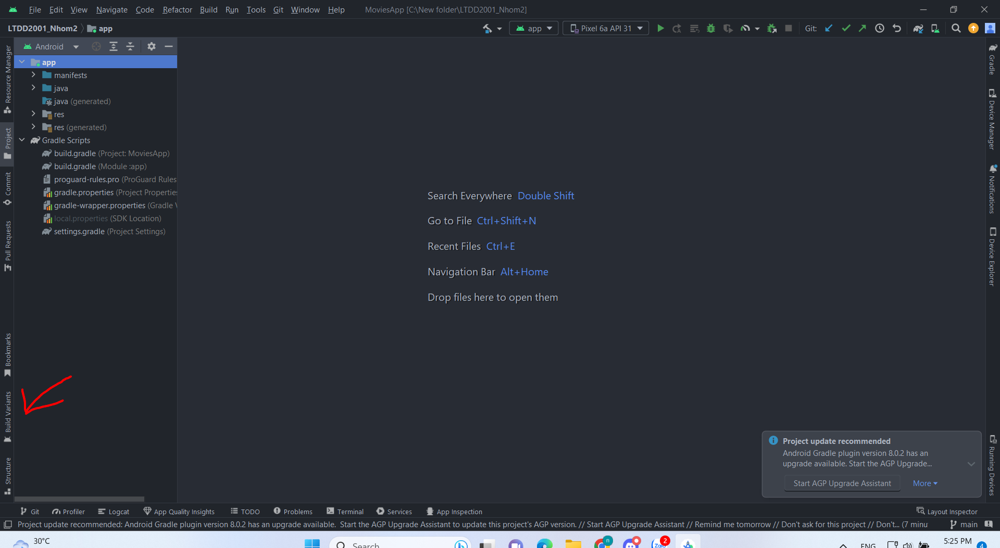 File Edit View Navigate Code Refactor Build Run Tools Git Window Help MoviesApp [C:\New folder\LTDD2001_Nhom2]
LTDD2001_Nhom2 app
app Pixel 6a API 31 Git:
Android
app
manifests
java
java (generated)
res
res (generated)
Gradle Scripts
build.gradle (Project: MoviesApp)
build.gradle (Module :app)
proguard-rules.pro (ProGuard Rules
gradle.properties (Project Properties
gradle-wrapper.properties (Gradle
local.properties (SDK Location)
settings.gradle (Project Settings)
Resource Manager
Project
Commit
Pull Requests
Bookmarks
Build Variants
Structure
Search Everywhere Double Shift
Go to File Ctrl+Shift+N
Recent Files Ctrl+E
Navigation Bar Alt+Home
Drop files here to open them
Gradle
Device Manager
Notifications
Device Explorer
Running Devices
Project update recommended
Android Gradle plugin version 8.0.2 has an
upgrade available. Start the AGP Upgrade...
Start AGP Upgrade Assistant More
Git Profiler Logcat App Quality Insights TODO Problems Terminal Services App Inspection Layout Inspector
Project update recommended: Android Gradle plugin version 8.0.2 has an upgrade available. Start the AGP Upgrade Assistant to update this project's AGP version. // Start AGP Upgrade Assistant // Remind me tomorrow // Don't ask for this project // Don't... (7 minu main
30°C
Search
n
Zalo
2
ENG
5:25 PM
4